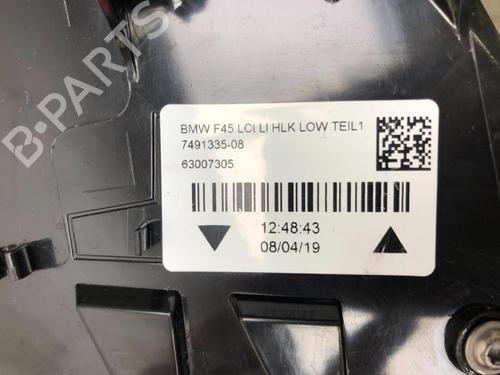 B-PARTS
BMW F45 LCI LI HLK LOW TEIL1
7491335-08
63007305
12:48:43
08/04/19